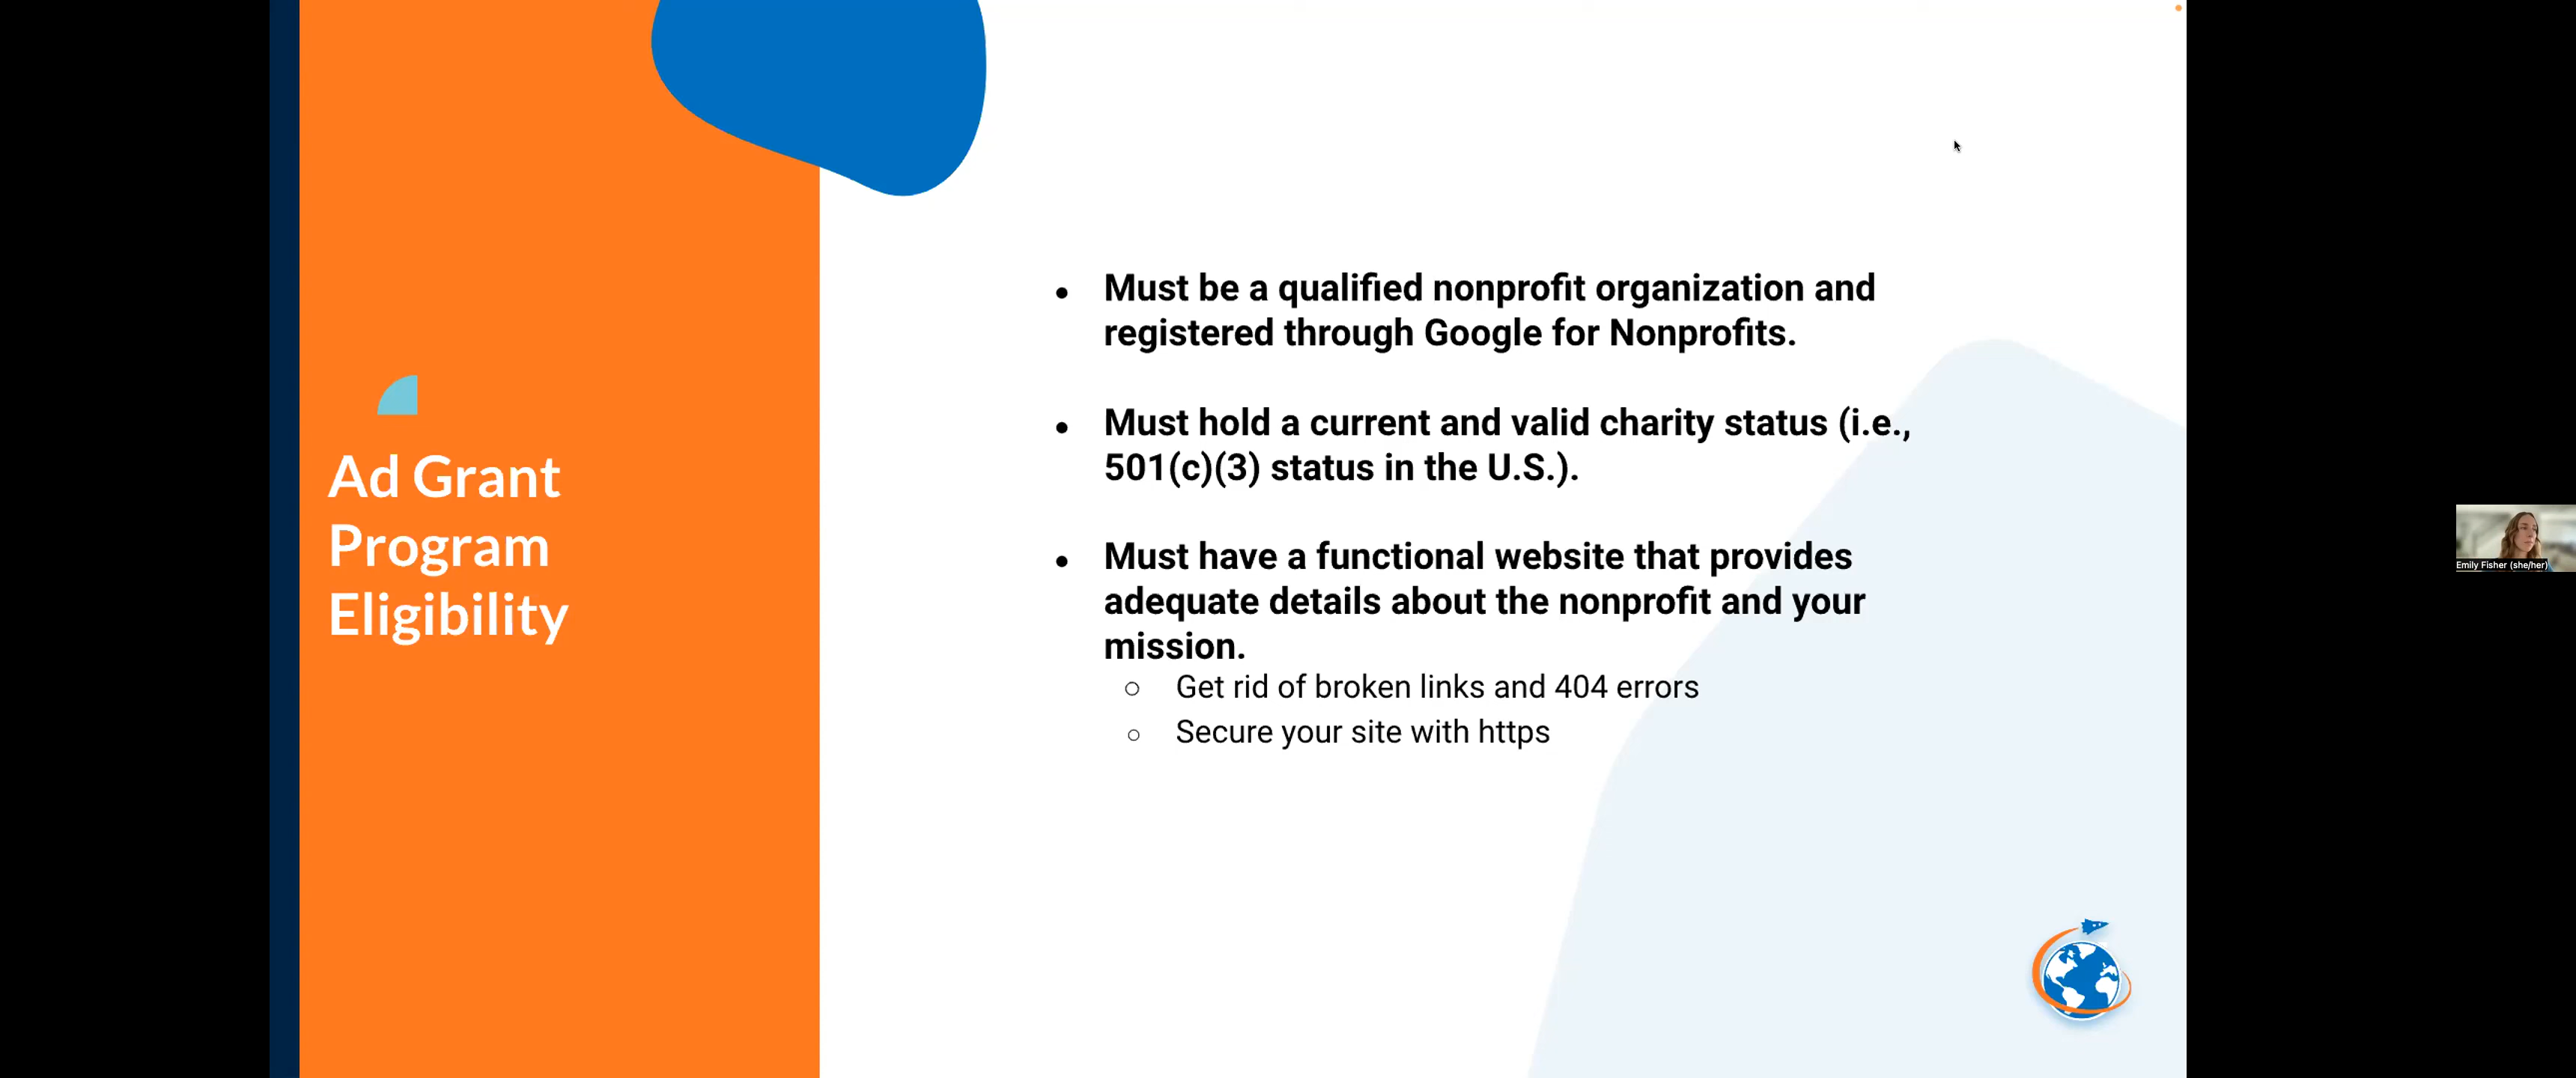 Ad Grant
Program
Eligibility
● Must be a qualified nonprofit organization and
registered through Google for Nonprofits.
● Must hold a current and valid charity status (i.e.,
501(c)(3) status in the U.S.).
● Must have a functional website that provides
adequate details about the nonprofit and your
mission.
○ Get rid of broken links and 404 errors
○ Secure your site with https
Emily Fisher (she/her)